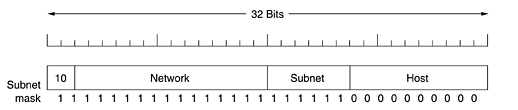 32 Bits
10 Network Subnet Host
Subnet
mask 1 1 1 1 1 1 1 1 1 1 1 1 1 1 1 1 1 1 1 1 1 1 0 0 0 0 0 0 0 0 0 0